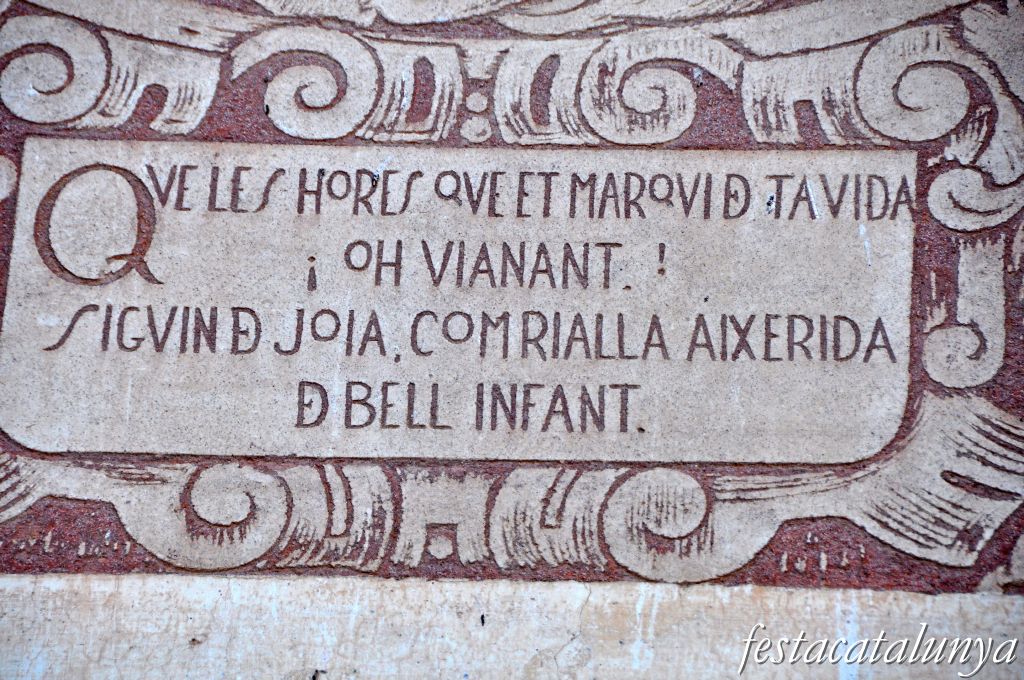 QVE LES HORES QVE ET MARQVI Đ TA VIDA
¡ OH VIANANT. !
SIGVIN Đ JOIA, COM RIALLA AIXERIDA
Đ BELL INFANT.
festacatalunya